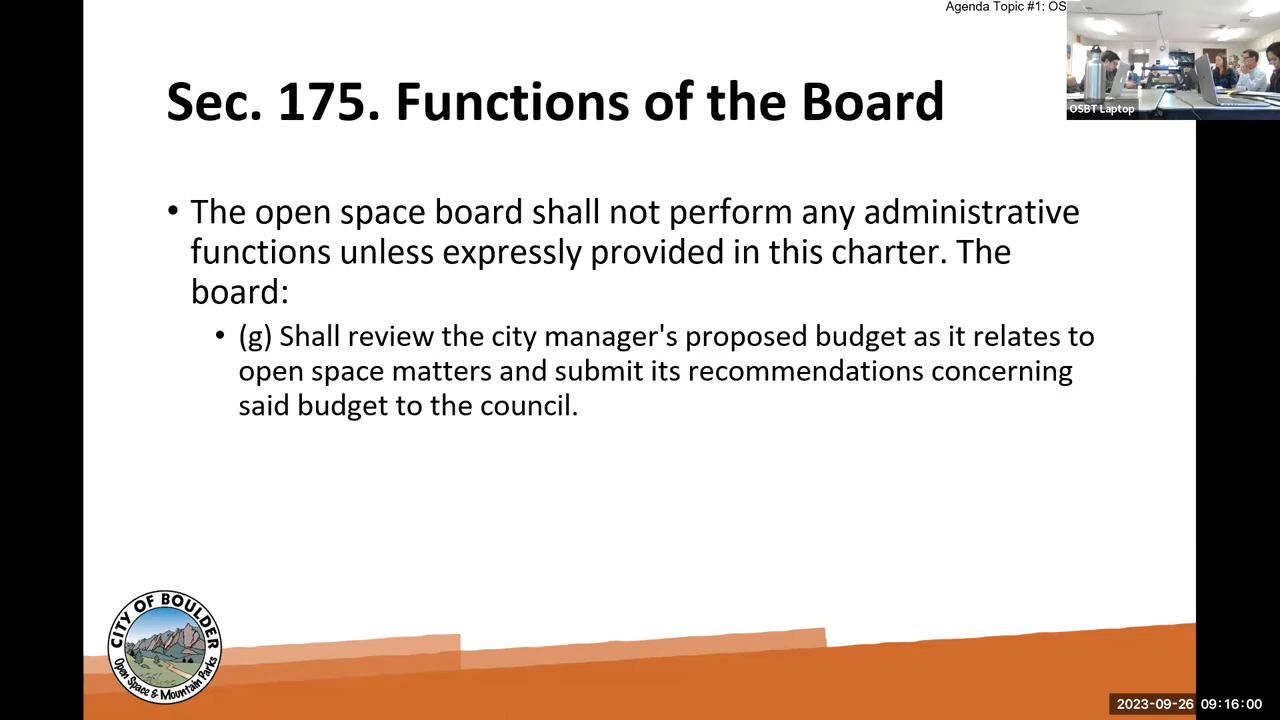 Agenda Topic #1: OS
OSBT Laptop
Sec. 175. Functions of the Board
• The open space board shall not perform any administrative
functions unless expressly provided in this charter. The
board:
• (g) Shall review the city manager's proposed budget as it relates to
open space matters and submit its recommendations concerning
said budget to the council.
CITY OF BOULDER
Open Space & Mountain Parks
2023-09-26 09:16:00